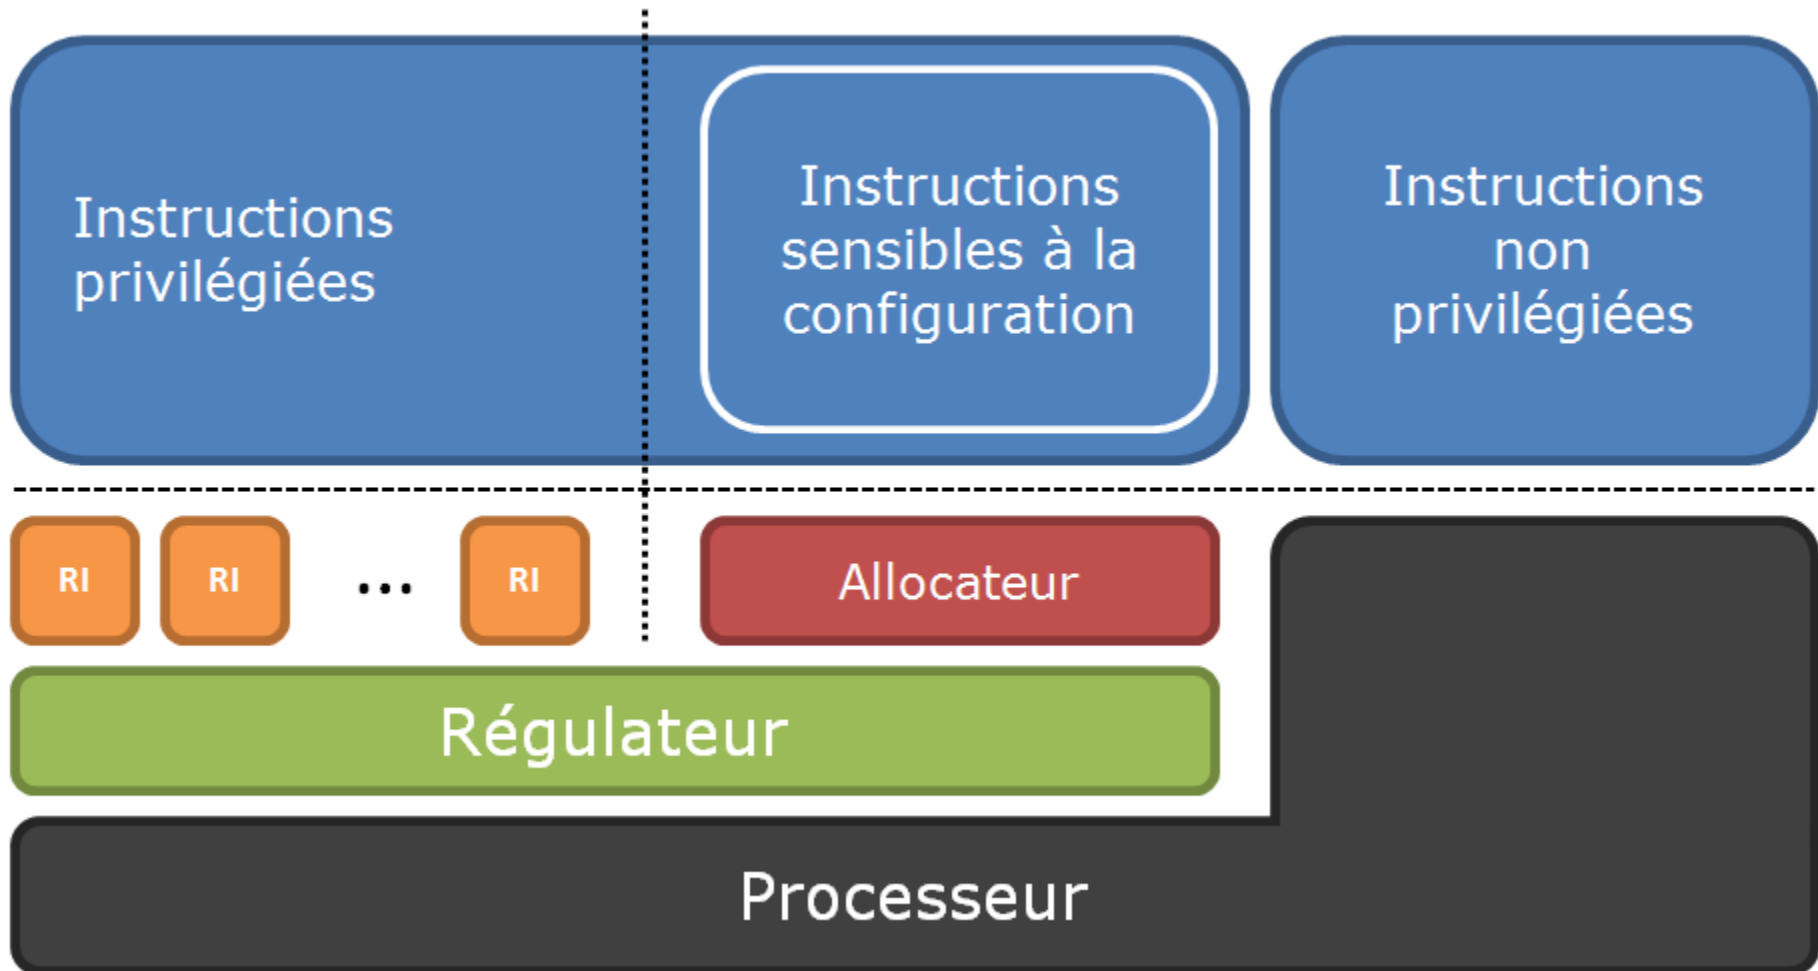 Instructions
privilégiées
Instructions
sensibles à la
configuration
Instructions
non
privilégiées
RI RI ... RI
Allocateur
Régulateur
Processeur